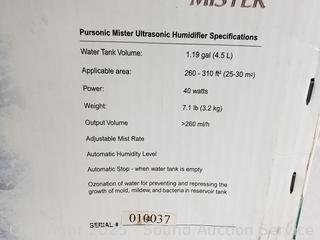 MISTER
Pursonic Mister Ultrasonic Humidifier Specifications
Water Tank Volume: 1.19 gal (4.5 L)
Applicable area: 260 - 310 ft² (25-30 m²)
Power: 40 watts
Weight: 7.1 lb (3.2 kg)
Output Volume >260 ml/h
Adjustable Mist Rate
Automatic Humidity Level
Automatic Stop - when water tank is empty
Ozonation of water for preventing and repressing
the growth of mold, mildew, and bacteria in reservoir tank
SERIAL # 010037
Sound Auction Service